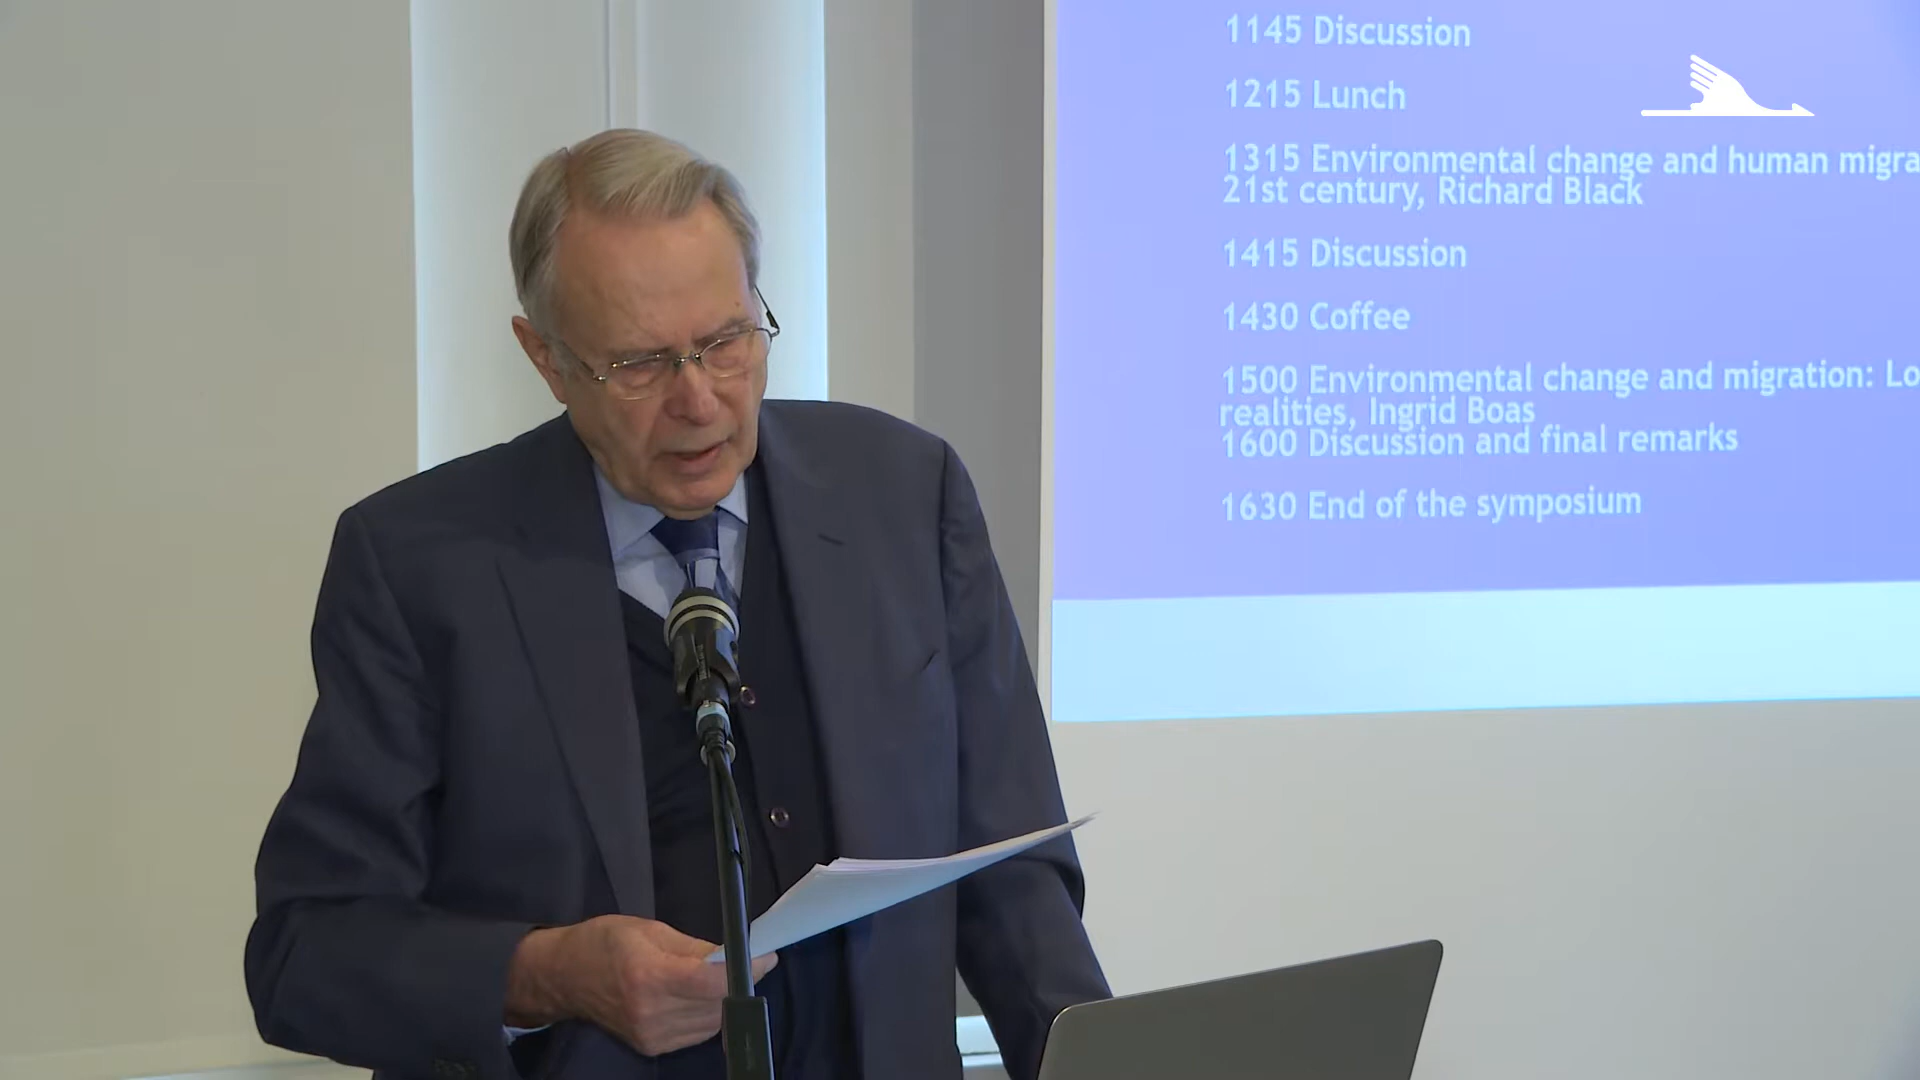 1145 Discussion
1215 Lunch
1315 Environmental change and human migra
21st century, Richard Black
1415 Discussion
1430 Coffee
1500 Environmental change and migration: Lo
realities, Ingrid Boas
1600 Discussion and final remarks
1630 End of the symposium